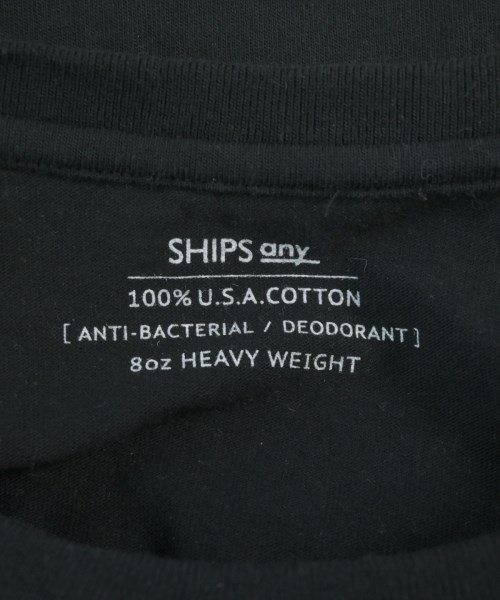 SHIPS any
100% U.S.A.COTTON
[ ANTI-BACTERIAL / DEODORANT ]
8oz HEAVY WEIGHT